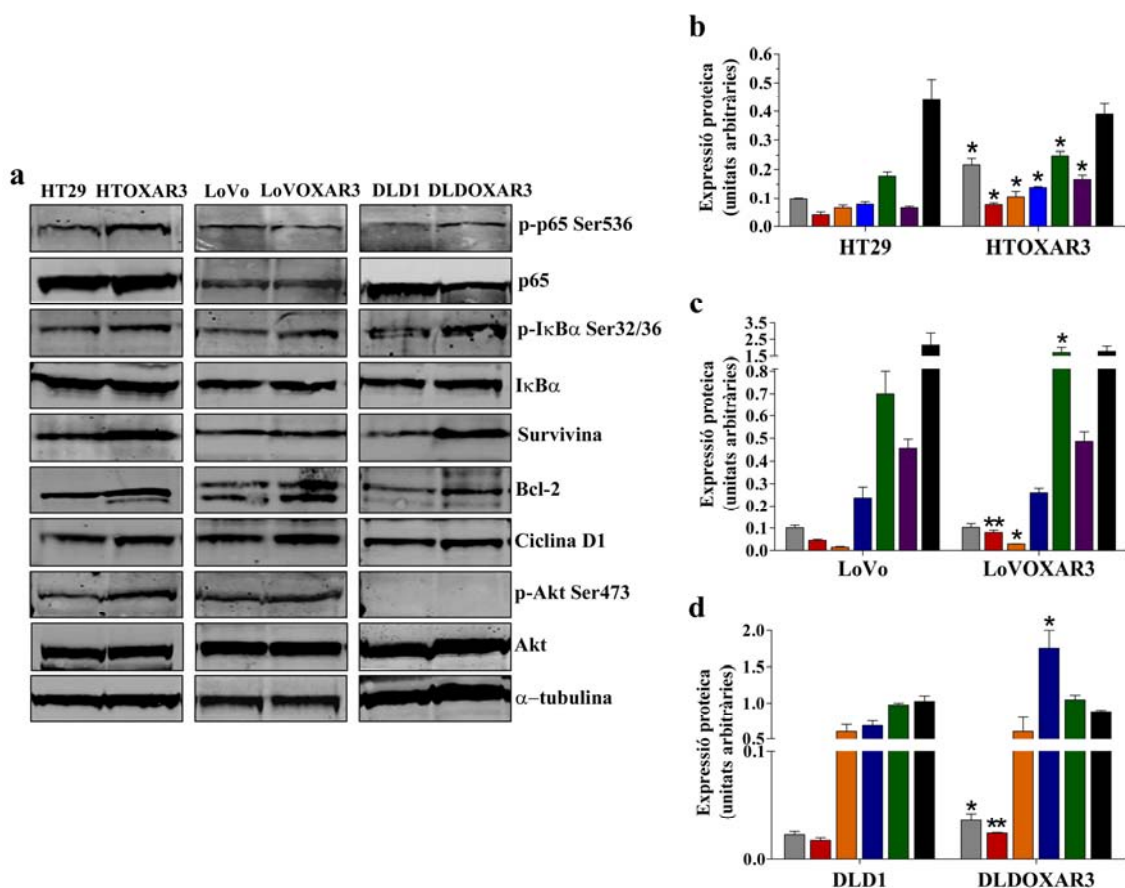 a
HT29 HTOXAR3 LoVo LoVOXAR3 DLD1 DLDOXAR3
p-p65 Ser536
p65
p-IκBα Ser32/36
IκBα
Survivina
Bcl-2
Ciclina D1
p-Akt Ser473
Akt
α-tubulina
b
Expressió proteica
(unitats arbitràries)
0.6
0.5
0.4
0.3
0.2
0.1
0.0
* * * * * *
HT29 HTOXAR3
c
Expressió proteica
(unitats arbitràries)
3.5
2.5
1.5
0.8
0.7
0.6
0.5
0.4
0.3
0.2
0.1
0.0
** * *
LoVo LoVOXAR3
d
Expressió proteica
(unitats arbitràries)
2.0
1.5
1.0
0.5
0.1
0.0
* ** *
DLD1 DLDOXAR3